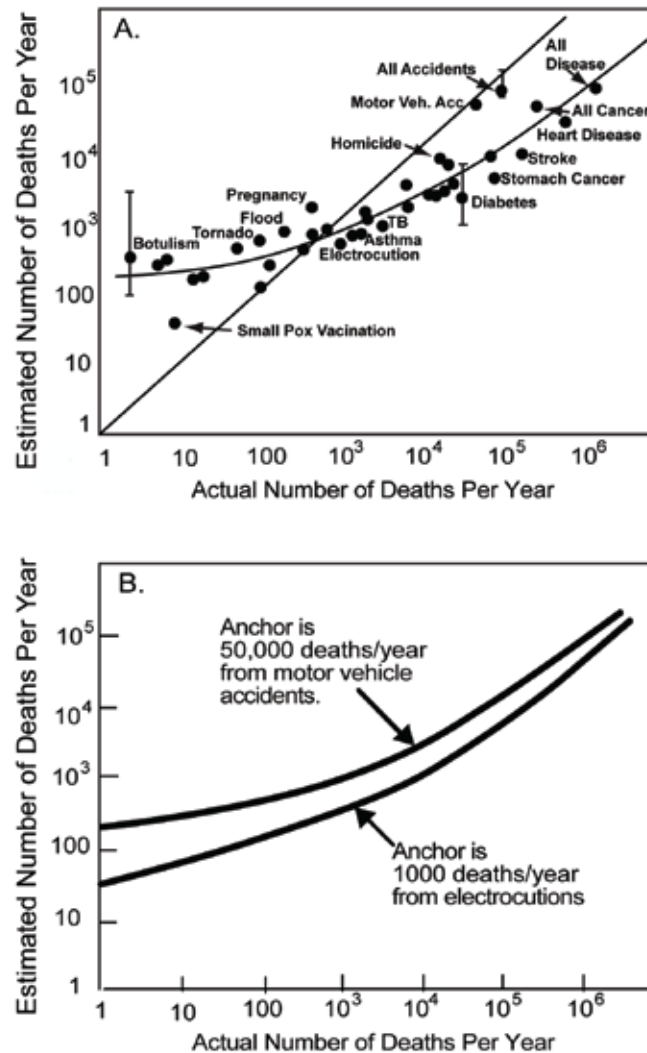 A.
Estimated Number of Deaths Per Year
10⁵
10⁴
10³
100
10
1
All Accidents
All
Disease
Motor Veh. Acc
All Cancer
Homicide
Heart Disease
Stroke
Pregnancy
Stomach Cancer
Flood
Diabetes
Tornado
TB
Botulism
Asthma
Electrocution
Small Pox Vacination
1
10
100
10³
10⁴
10⁵
10⁶
Actual Number of Deaths Per Year
B.
Estimated Number of Deaths Per Year
10⁵
10⁴
10³
100
10
1
Anchor is
50,000 deaths/year
from motor vehicle
accidents.
Anchor is
1000 deaths/year
from electrocutions
1
10
100
10³
10⁴
10⁵
10⁶
Actual Number of Deaths Per Year